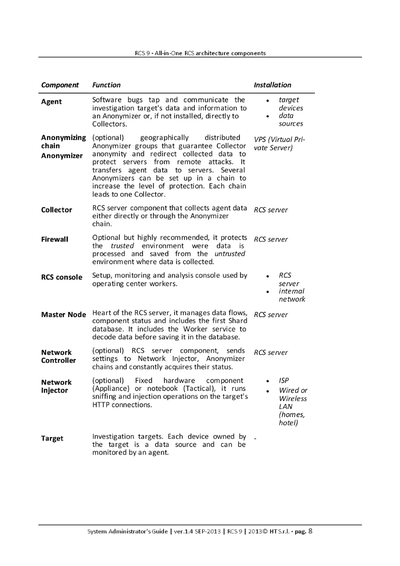 RCS 9 - All-in-One RCS architecture components
Component Function Installation
Agent
Software bugs tap and communicate the
investigation target's data and information to
an Anonymizer or, if not installed, directly to
Collectors.
• target
devices
• data
sources
Anonymizing
chain
Anonymizer
(optional) geographically distributed
Anonymizer groups that guarantee Collector
anonymity and redirect collected data to
protect servers from remote attacks. It
transfers agent data to servers. Several
Anonymizers can be set up in a chain to
increase the level of protection. Each chain
leads to one Collector.
VPS (Virtual Pri-
vate Server)
Collector
RCS server component that collects agent data
either directly or through the Anonymizer
chain.
RCS server
Firewall
Optional but highly recommended, it protects
the trusted environment were data is
processed and saved from the untrusted
environment where data is collected.
RCS server
RCS console
Setup, monitoring and analysis console used by
operating center workers.
• RCS
server
• internal
network
Master Node
Heart of the RCS server, it manages data flows,
component status and includes the first Shard
database. It includes the Worker service to
decode data before saving it in the database.
RCS server
Network
Controller
(optional) RCS server component, sends
settings to Network Injector, Anonymizer
chains and constantly acquires their status.
RCS server
Network
Injector
(optional) Fixed hardware component
(Appliance) or notebook (Tactical), it runs
sniffing and injection operations on the target's
HTTP connections.
• ISP
• Wired or
Wireless
LAN
(homes,
hotel)
Target
Investigation targets. Each device owned by
the target is a data source and can be
monitored by an agent.
.
System Administrator's Guide | ver.1.4 SEP-2013 | RCS 9 | 2013© HT S.r.l. - pag. 8